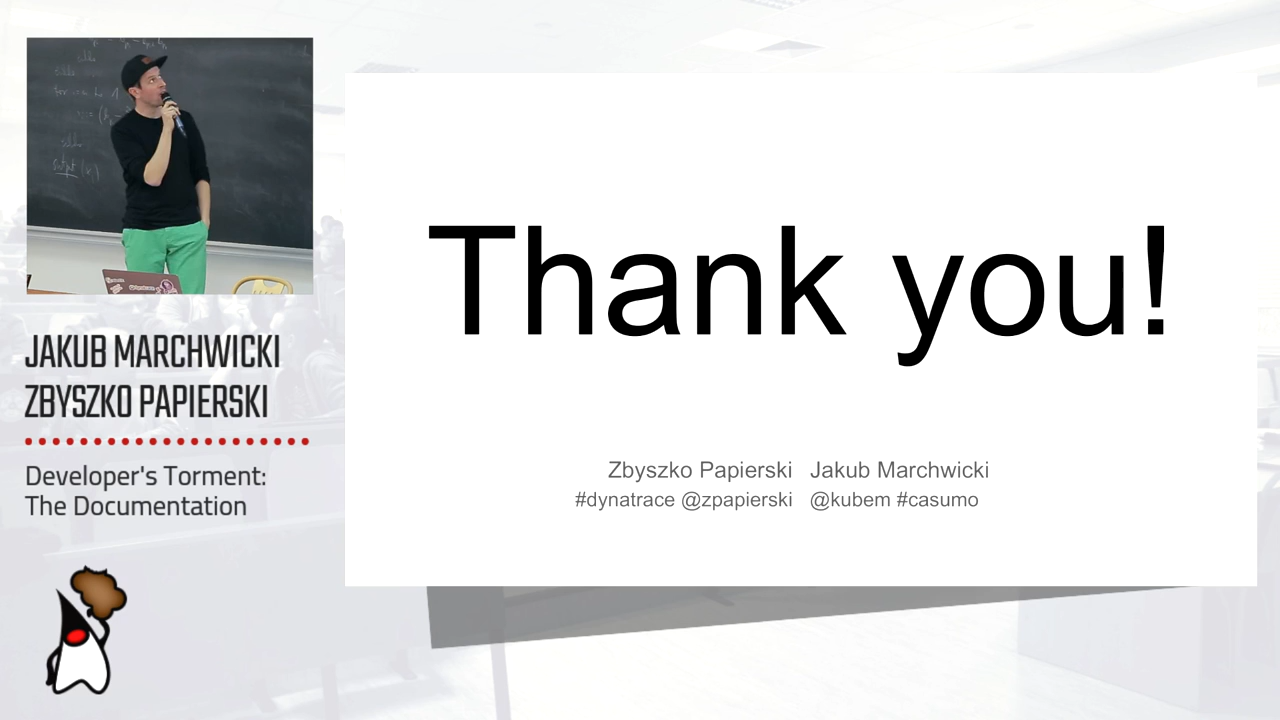 JAKUB MARCHWICKI
ZBYSZKO PAPIERSKI
Developer's Torment:
The Documentation
Thank you!
Zbyszko Papierski Jakub Marchwicki
#dynatrace @zpapierski @kubem #casumo